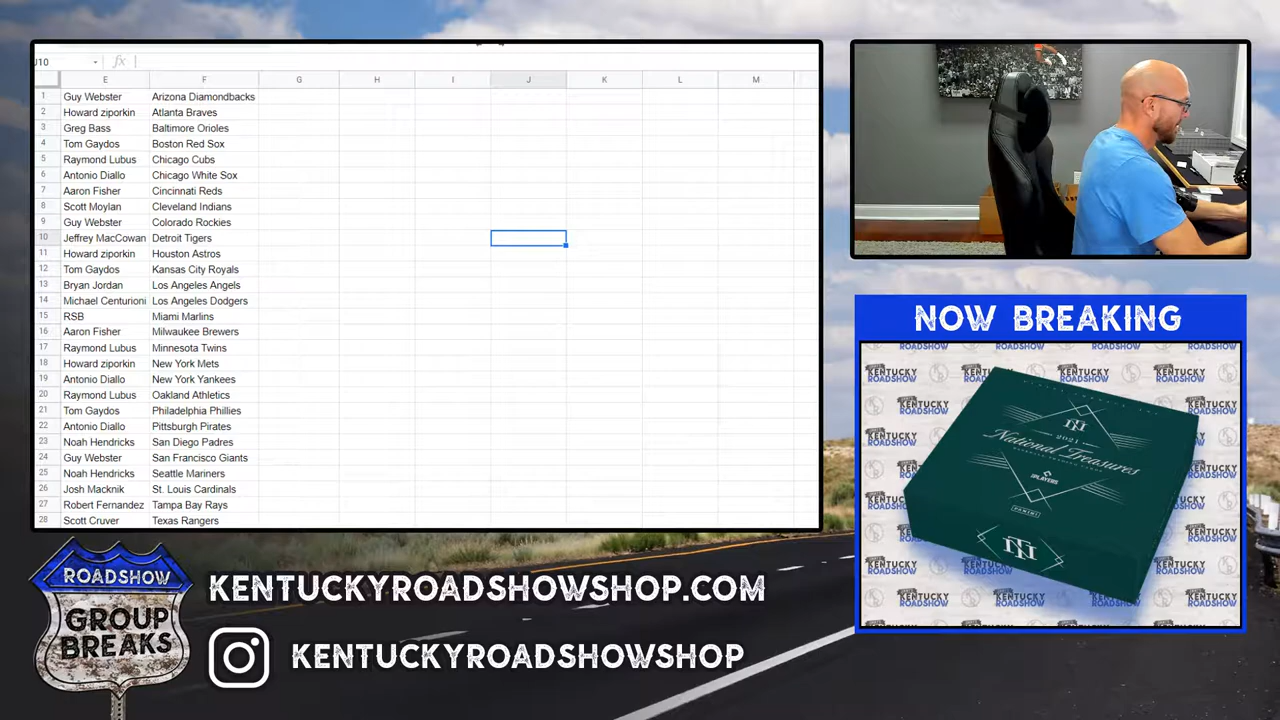 J10
fx
E F G H I J K L M
1 Guy Webster Arizona Diamondbacks
2 Howard ziporkin Atlanta Braves
3 Greg Bass Baltimore Orioles
4 Tom Gaydos Boston Red Sox
5 Raymond Lubus Chicago Cubs
6 Antonio Diallo Chicago White Sox
7 Aaron Fisher Cincinnati Reds
8 Scott Moylan Cleveland Indians
9 Guy Webster Colorado Rockies
10 Jeffrey MacCowan Detroit Tigers
11 Howard ziporkin Houston Astros
12 Tom Gaydos Kansas City Royals
13 Bryan Jordan Los Angeles Angels
14 Michael Centurioni Los Angeles Dodgers
15 RSB Miami Marlins
16 Aaron Fisher Milwaukee Brewers
17 Raymond Lubus Minnesota Twins
18 Howard ziporkin New York Mets
19 Antonio Diallo New York Yankees
20 Raymond Lubus Oakland Athletics
21 Tom Gaydos Philadelphia Phillies
22 Antonio Diallo Pittsburgh Pirates
23 Noah Hendricks San Diego Padres
24 Guy Webster San Francisco Giants
25 Noah Hendricks Seattle Mariners
26 Josh Macknik St. Louis Cardinals
27 Robert Fernandez Tampa Bay Rays
28 Scott Cruver Texas Rangers
NOW BREAKING
KENTUCKY ROADSHOW
2021
National Treasures
PLAYERS
PANINI
NT
ROADSHOW
GROUP
BREAKS
KENTUCKYROADSHOWSHOP.COM
KENTUCKYROADSHOWSHOP